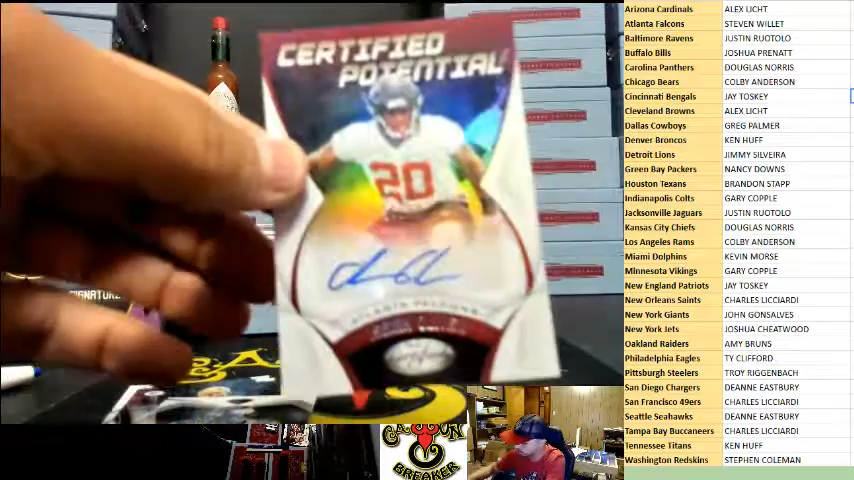 CERTIFIED
POTENTIAL
20
ATLANTA FALCONS
SIGNATUR
BREAKER
Arizona Cardinals ALEX LICHT
Atlanta Falcons STEVEN WILLET
Baltimore Ravens JUSTIN RUOTOLO
Buffalo Bills JOSHUA PRENATT
Carolina Panthers DOUGLAS NORRIS
Chicago Bears COLBY ANDERSON
Cincinnati Bengals JAY TOSKEY
Cleveland Browns ALEX LICHT
Dallas Cowboys GREG PALMER
Denver Broncos KEN HUFF
Detroit Lions JIMMY SILVEIRA
Green Bay Packers NANCY DOWNS
Houston Texans BRANDON STAPP
Indianapolis Colts GARY COPPLE
Jacksonville Jaguars JUSTIN RUOTOLO
Kansas City Chiefs DOUGLAS NORRIS
Los Angeles Rams COLBY ANDERSON
Miami Dolphins KEVIN MORSE
Minnesota Vikings GARY COPPLE
New England Patriots JAY TOSKEY
New Orleans Saints CHARLES LICCIARDI
New York Giants JOHN GONSALVES
New York Jets JOSHUA CHEATWOOD
Oakland Raiders AMY BRUNS
Philadelphia Eagles TY CLIFFORD
Pittsburgh Steelers TROY RIGGENBACH
San Diego Chargers DEANNE EASTBURY
San Francisco 49ers CHARLES LICCIARDI
Seattle Seahawks DEANNE EASTBURY
Tampa Bay Buccaneers CHARLES LICCIARDI
Tennessee Titans KEN HUFF
Washington Redskins STEPHEN COLEMAN